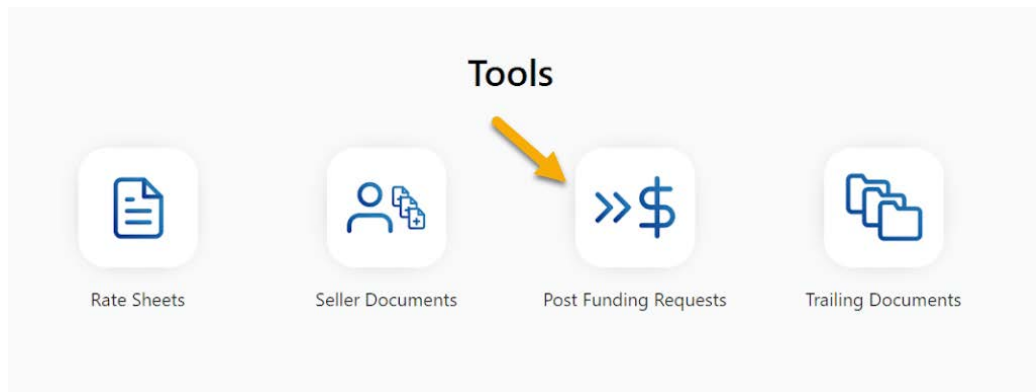 Tools
Rate Sheets
Seller Documents
Post Funding Requests
Trailing Documents